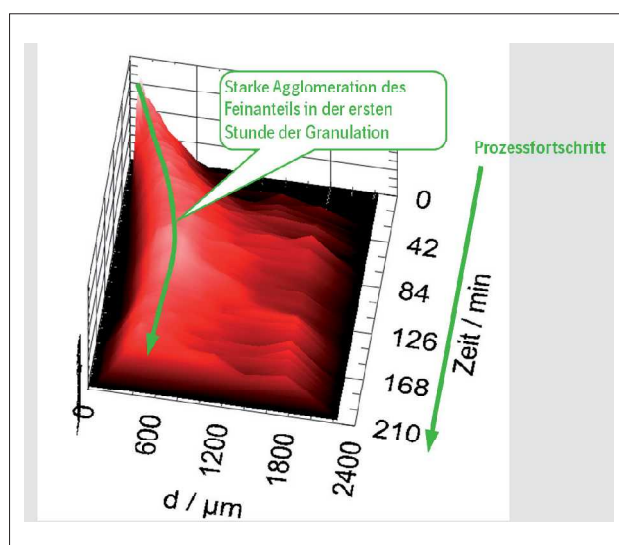 Starke Agglomeration des
Feinanteils in der ersten
Stunde der Granulation
Prozessfortschritt
0
42
84
126
168
210
Zeit / min
0
600
1200
1800
2400
d / µm